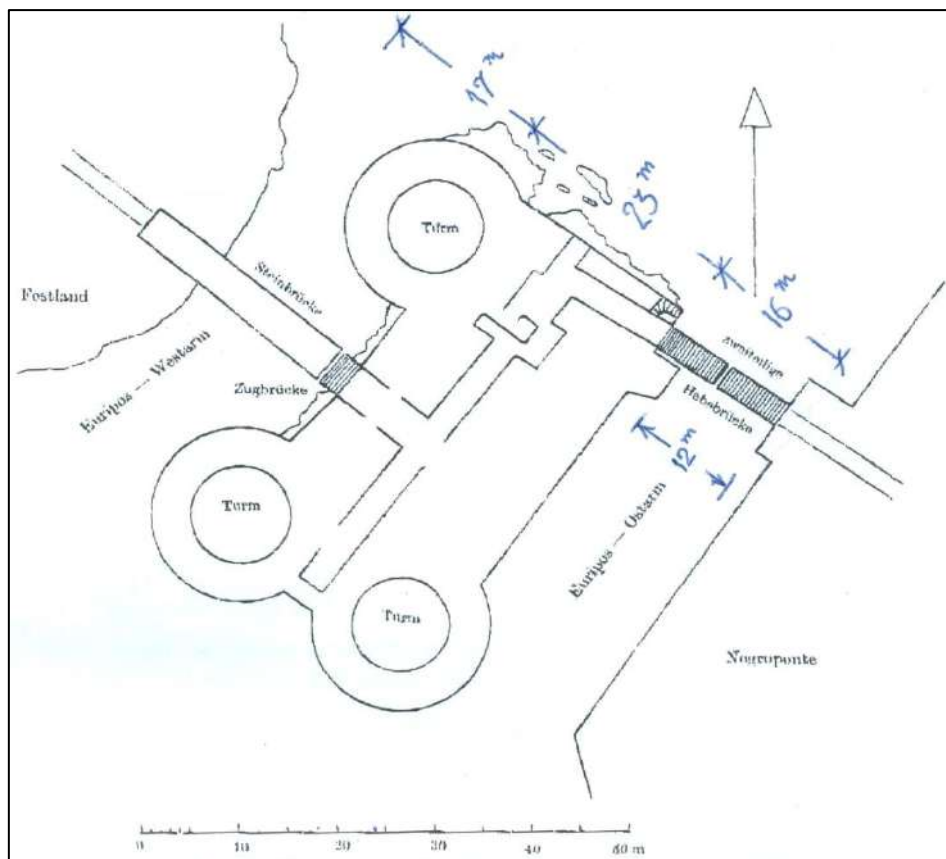 17 m
23 m
16 m
12 m
Turm
Steinbrücke
Festland
Zweiteilige
Hebebrücke
Zugbrücke
Euripos — Westarm
Turm
Turm
Euripos — Ostarm
Negroponte
0 10 20 30 40 50 m